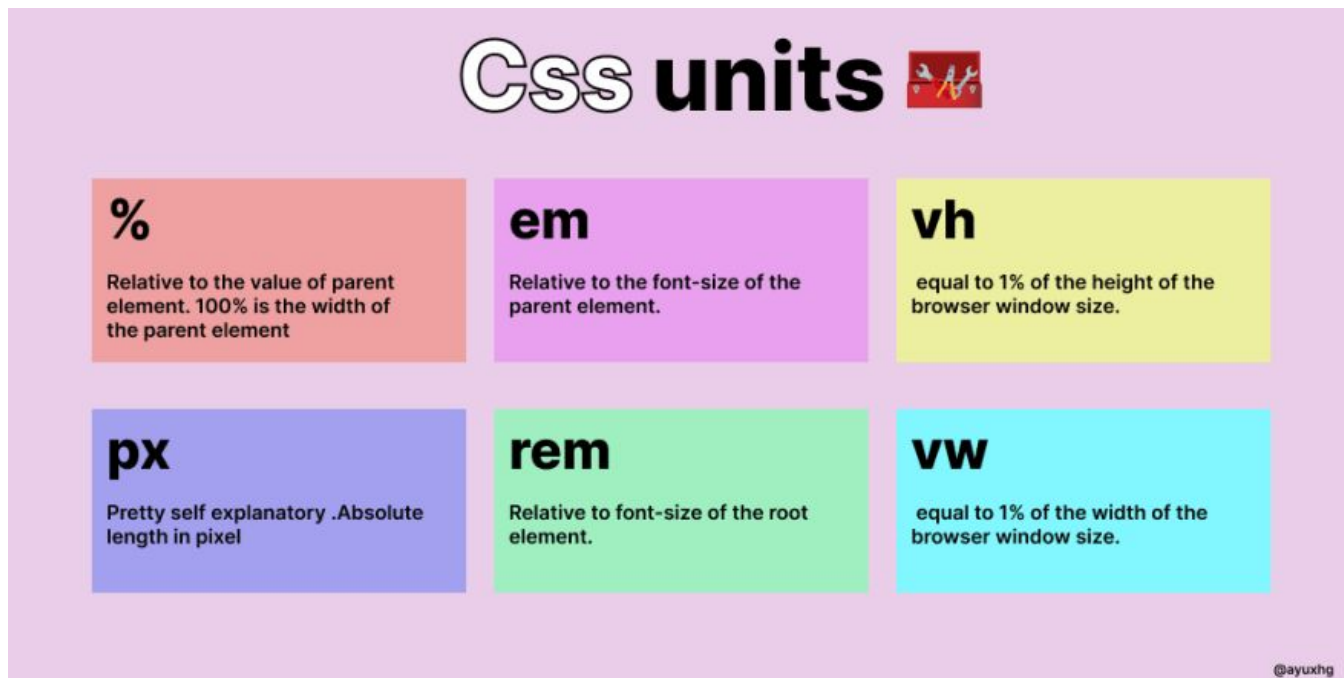 Css units
%
Relative to the value of parent
element. 100% is the width of
the parent element
em
Relative to the font-size of the
parent element.
vh
equal to 1% of the height of the
browser window size.
px
Pretty self explanatory .Absolute
length in pixel
rem
Relative to font-size of the root
element.
vw
equal to 1% of the width of the
browser window size.
@ayuxhg